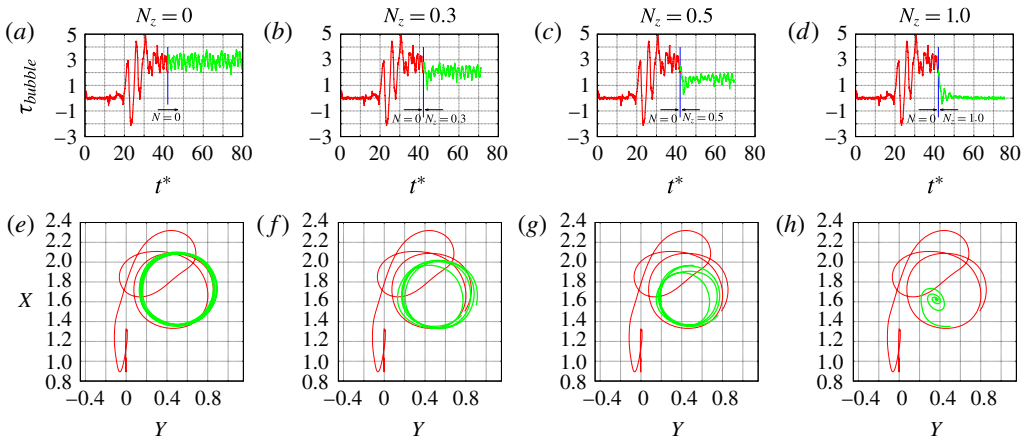 N_z = 0 N_z = 0.3 N_z = 0.5 N_z = 1.0
(a) (b) (c) (d)
5 5 5 5
3 3 3 3
τ_bubble
1 1 1 1
−1 −1 −1 −1
N = 0 N = 0 N_z = 0.3 N = 0 N_z = 0.5 N = 0 N_z = 1.0
−3 −3 −3 −3
0 20 40 60 80 0 20 40 60 80 0 20 40 60 80 0 20 40 60 80
t* t* t* t*
(e) (f) (g) (h)
2.4 2.4 2.4 2.4
2.2 2.2 2.2 2.2
2.0 2.0 2.0 2.0
1.8 1.8 1.8 1.8
X
1.6 1.6 1.6 1.6
1.4 1.4 1.4 1.4
1.2 1.2 1.2 1.2
1.0 1.0 1.0 1.0
0.8 0.8 0.8 0.8
−0.4 0 0.4 0.8 −0.4 0 0.4 0.8 −0.4 0 0.4 0.8 −0.4 0 0.4 0.8
Y Y Y Y